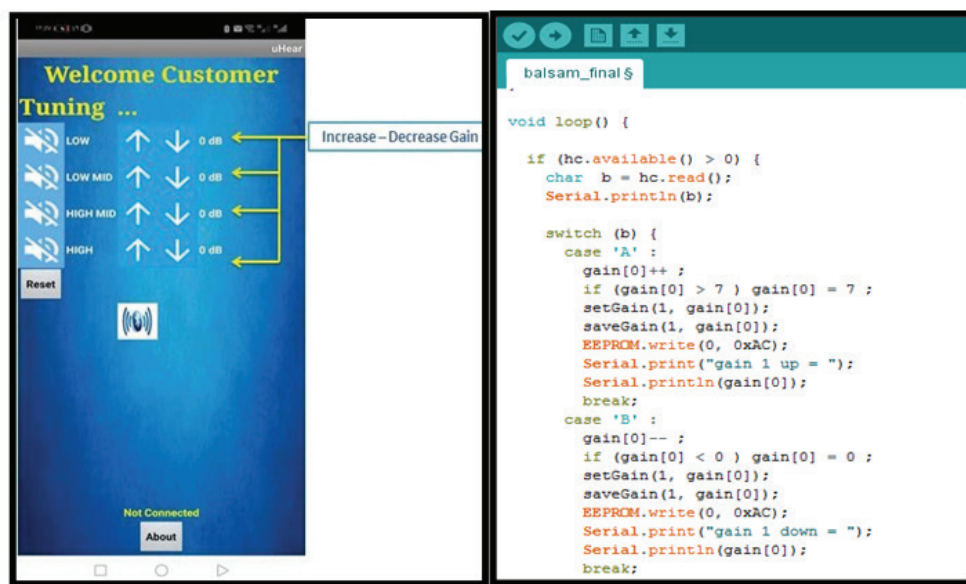 uHear
Welcome Customer
Tuning ...
LOW
0 dB
LOW MID
0 dB
HIGH MID
0 dB
HIGH
0 dB
Reset
Not Connected
About
Increase – Decrease Gain
balsam_final §
void loop() {
if (hc.available() > 0) {
char b = hc.read();
Serial.println(b);
switch (b) {
case 'A' :
gain[0]++ ;
if (gain[0] > 7 ) gain[0] = 7 ;
setGain(1, gain[0]);
saveGain(1, gain[0]);
EEPROM.write(0, 0xAC);
Serial.print("gain 1 up = ");
Serial.println(gain[0]);
break;
case 'B' :
gain[0]-- ;
if (gain[0] < 0 ) gain[0] = 0 ;
setGain(1, gain[0]);
saveGain(1, gain[0]);
EEPROM.write(0, 0xAC);
Serial.print("gain 1 down = ");
Serial.println(gain[0]);
break;